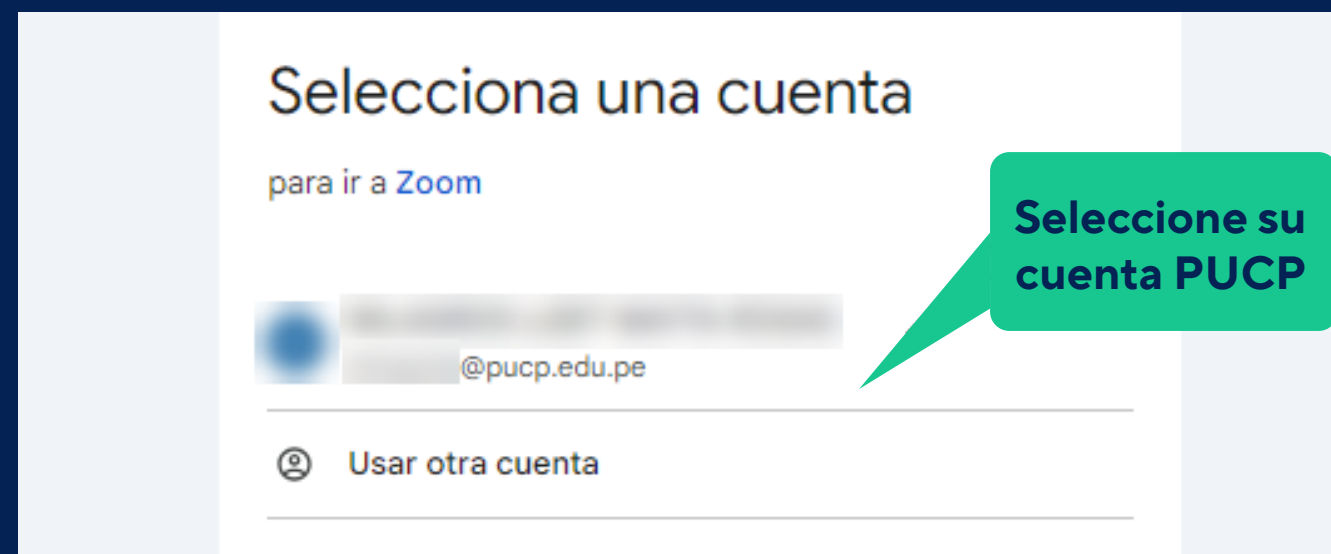 Selecciona una cuenta
para ir a Zoom
Seleccione su
cuenta PUCP
@pucp.edu.pe
Usar otra cuenta